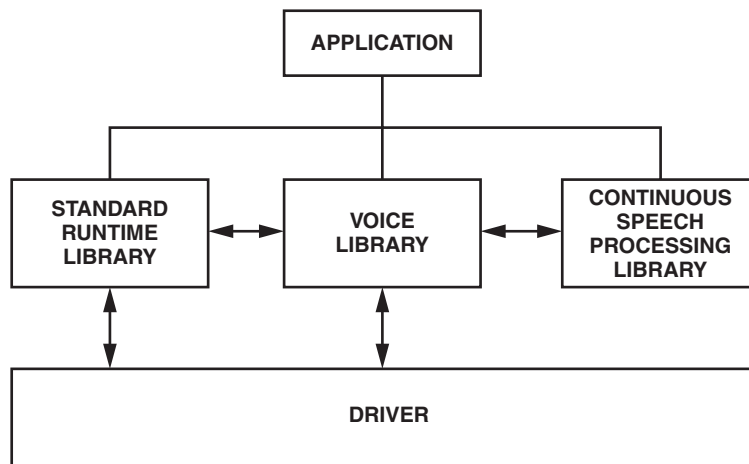 APPLICATION
STANDARD
RUNTIME
LIBRARY
VOICE
LIBRARY
CONTINUOUS
SPEECH
PROCESSING
LIBRARY
DRIVER